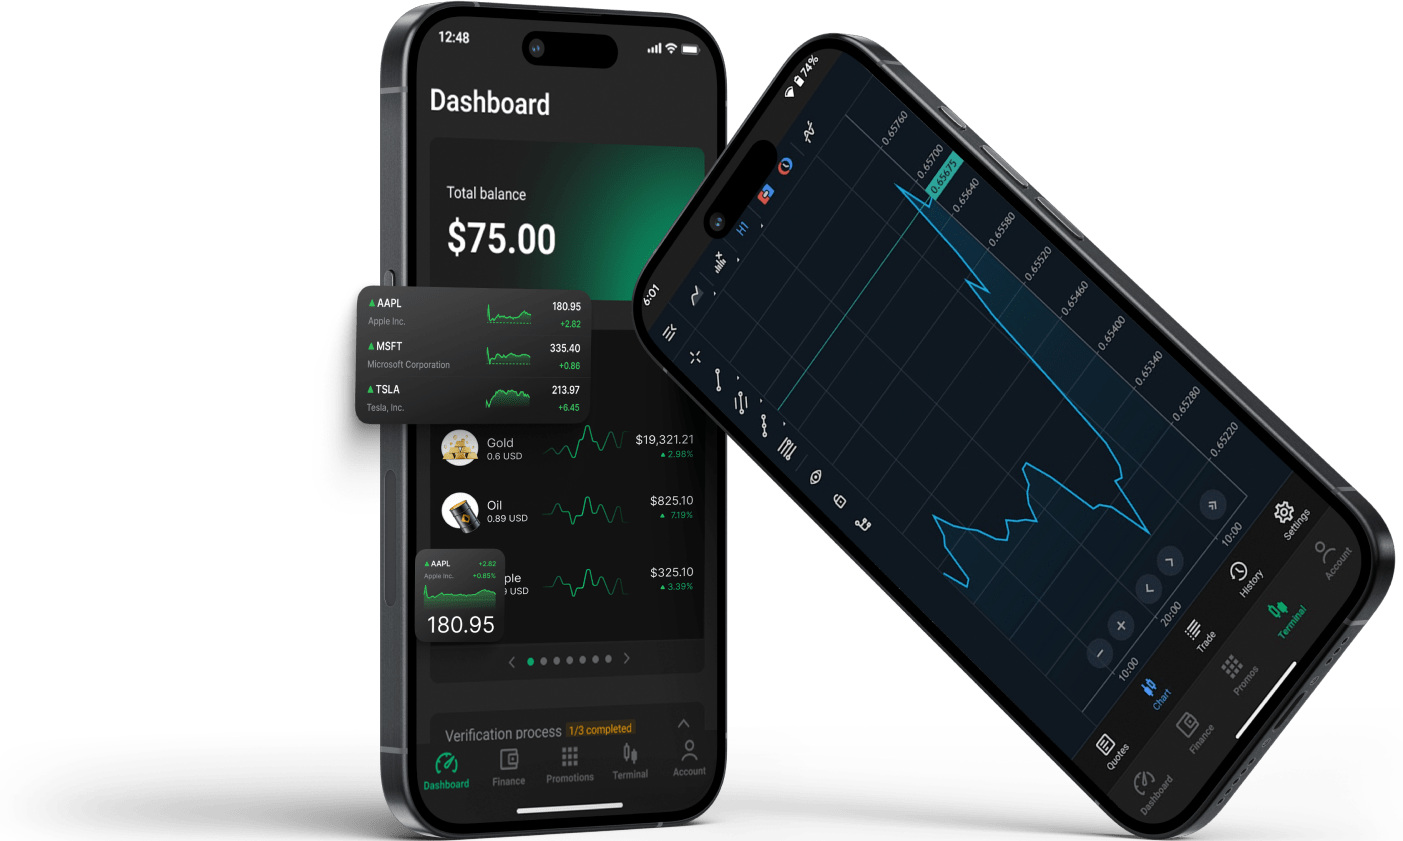 12:48
Dashboard
Total balance
$75.00
AAPL 180.95
Apple Inc. +2.82
MSFT 335.40
Microsoft Corporation +0.86
TSLA 213.97
Tesla, Inc. +6.45
Gold $19,321.21
0.6 USD 2.98%
Oil $825.10
0.89 USD 7.19%
AAPL +2.82
Apple Inc. +0.85%
180.95
ple $325.10
9 USD 3.39%
Verification process 1/3 completed
Dashboard Finance Promotions Terminal Account
6:01
74%
H1
0.65760
0.65700
0.65675
0.65640
0.65580
0.65520
0.65460
0.65400
0.65340
0.65280
0.65220
10:00
20:00
10:00
Quotes Chart Trade History Settings
Dashboard Finance Promos Terminal Account